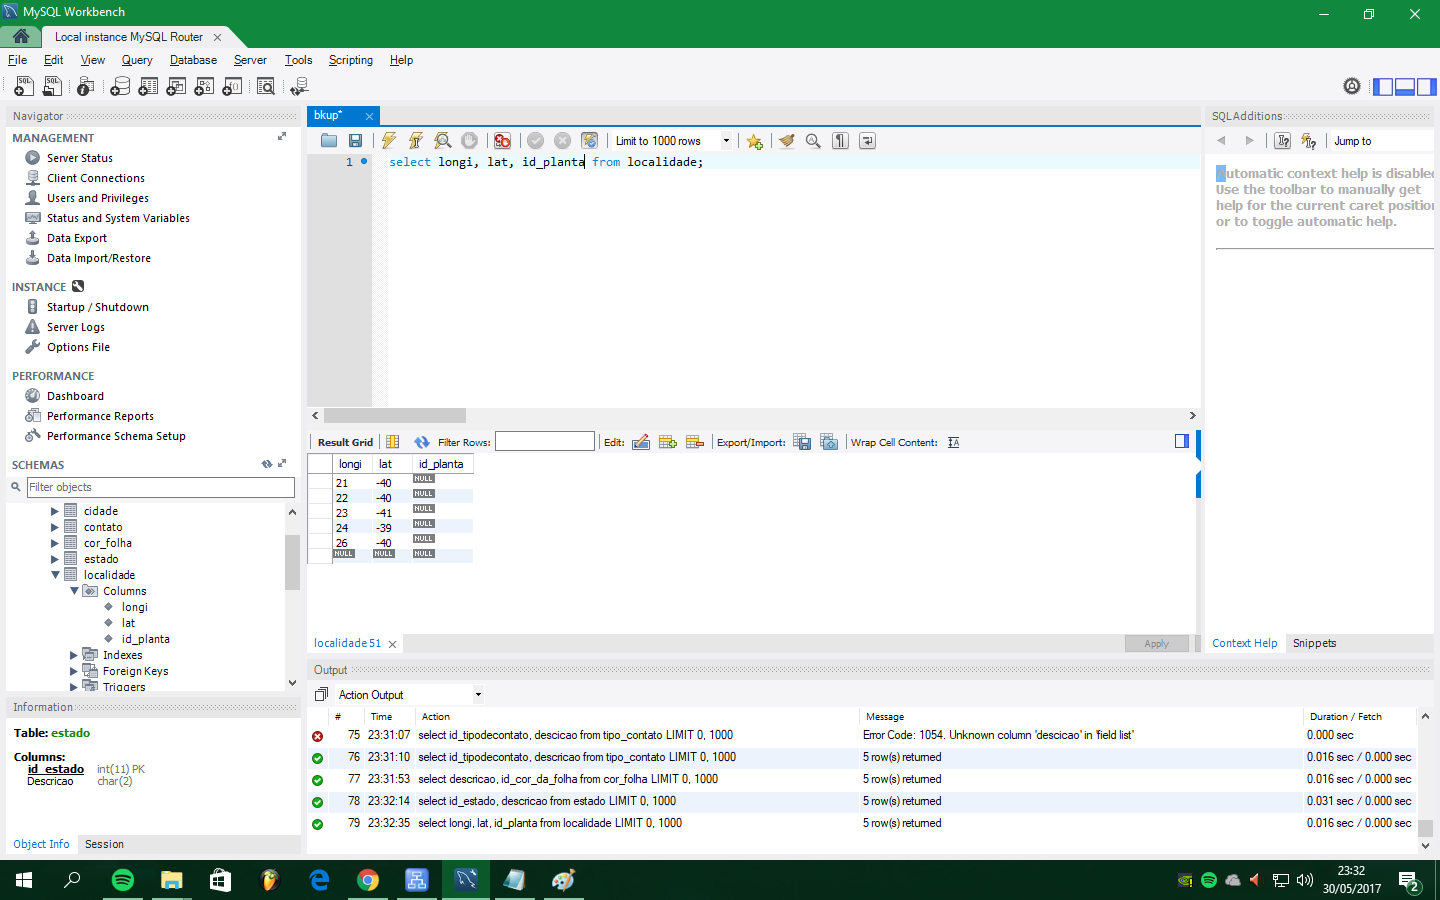 MySQL Workbench
Local instance MySQL Router
File Edit View Query Database Server Tools Scripting Help
Navigator
MANAGEMENT
Server Status
Client Connections
Users and Privileges
Status and System Variables
Data Export
Data Import/Restore
INSTANCE
Startup / Shutdown
Server Logs
Options File
PERFORMANCE
Dashboard
Performance Reports
Performance Schema Setup
SCHEMAS
Filter objects
cidade
contato
cor_folha
estado
localidade
Columns
longi
lat
id_planta
Indexes
Foreign Keys
Triggers
Information
Table: estado
Columns:
id_estado int(11) PK
Descricao char(2)
Object Info Session
bkup*
Limit to 1000 rows
1 select longi, lat, id_planta from localidade;
Result Grid Filter Rows: Edit: Export/Import: Wrap Cell Content:
longi lat id_planta
21 -40 NULL
22 -40 NULL
23 -41 NULL
24 -39 NULL
26 -40 NULL
NULL NULL NULL
localidade 51
Apply
SQLAdditions
Jump to
Automatic context help is disabled
Use the toolbar to manually get
help for the current caret position
or to toggle automatic help.
Context Help Snippets
Output
Action Output
# Time Action Message Duration / Fetch
75 23:31:07 select id_tipodecontato, descicao from tipo_contato LIMIT 0, 1000 Error Code: 1054. Unknown column 'descicao' in 'field list' 0.000 sec
76 23:31:10 select id_tipodecontato, descricao from tipo_contato LIMIT 0, 1000 5 row(s) returned 0.016 sec / 0.000 sec
77 23:31:53 select descricao, id_cor_da_folha from cor_folha LIMIT 0, 1000 5 row(s) returned 0.016 sec / 0.000 sec
78 23:32:14 select id_estado, descricao from estado LIMIT 0, 1000 5 row(s) returned 0.031 sec / 0.000 sec
79 23:32:35 select longi, lat, id_planta from localidade LIMIT 0, 1000 5 row(s) returned 0.016 sec / 0.000 sec
23:32
30/05/2017
2